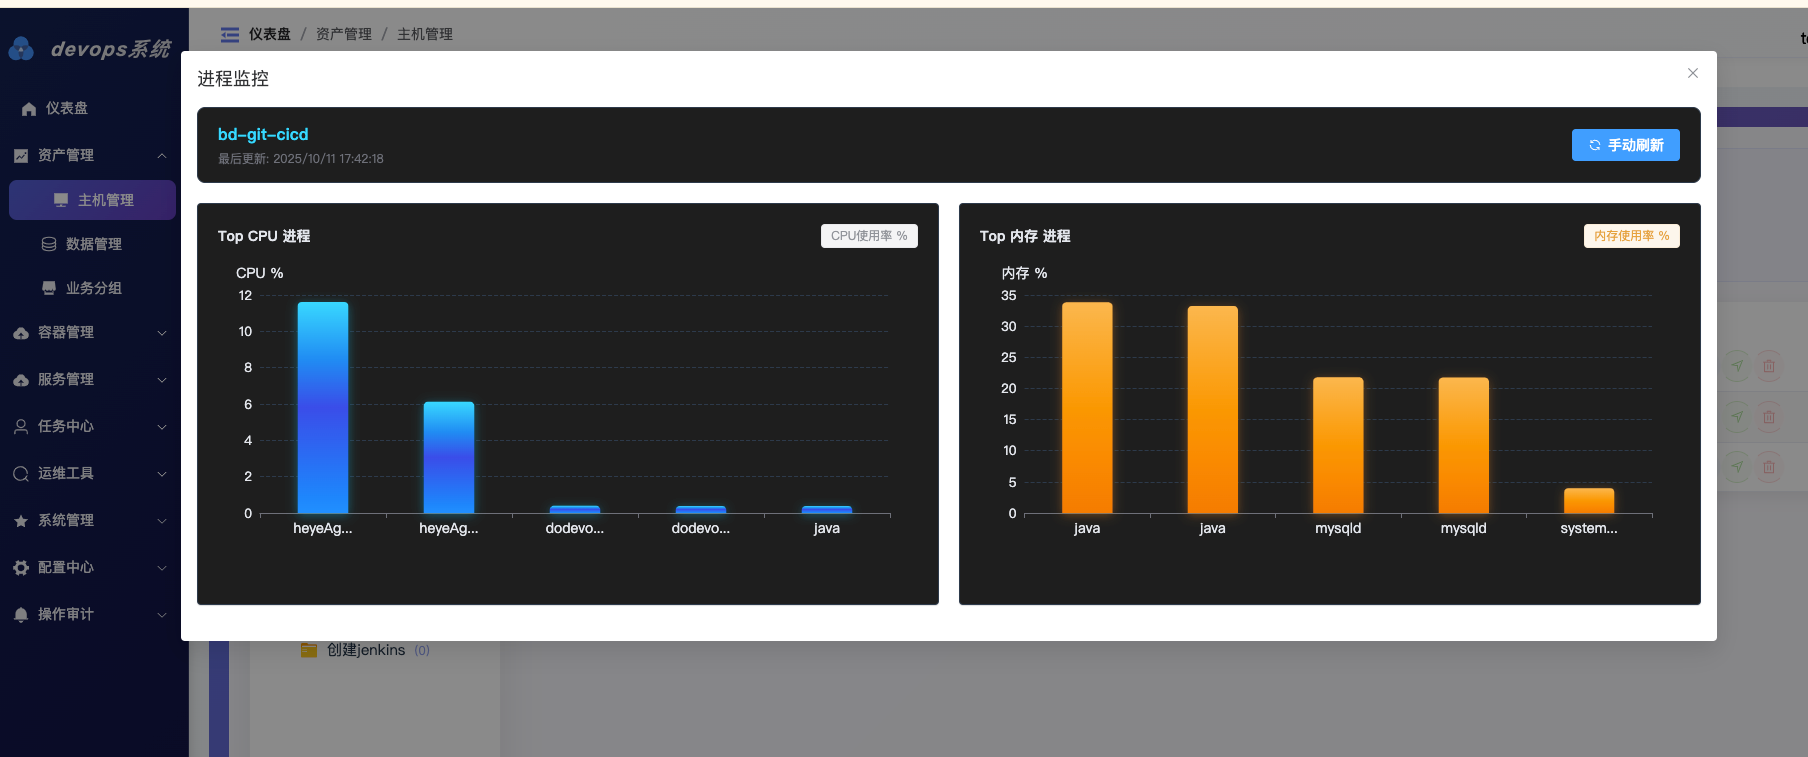 devops系统
仪表盘 / 资产管理 / 主机管理
仪表盘
资产管理
主机管理
数据管理
业务分组
容器管理
服务管理
任务中心
运维工具
系统管理
配置中心
操作审计
进程监控
bd-git-cicd
最后更新: 2025/10/11 17:42:18
手动刷新
Top CPU 进程
CPU使用率 %
CPU %
12
10
8
6
4
2
0
heyeAg... heyeAg... dodevo... dodevo... java
Top 内存 进程
内存使用率 %
内存 %
35
30
25
20
15
10
5
0
java java mysqld mysqld system...
创建jenkins (0)